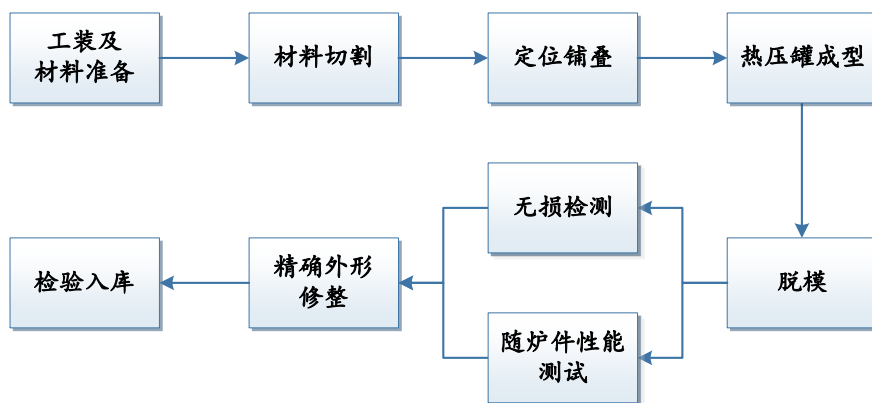 工装及
材料准备
材料切割
定位铺叠
热压罐成型
脱模
无损检测
随炉件性能
测试
精确外形
修整
检验入库